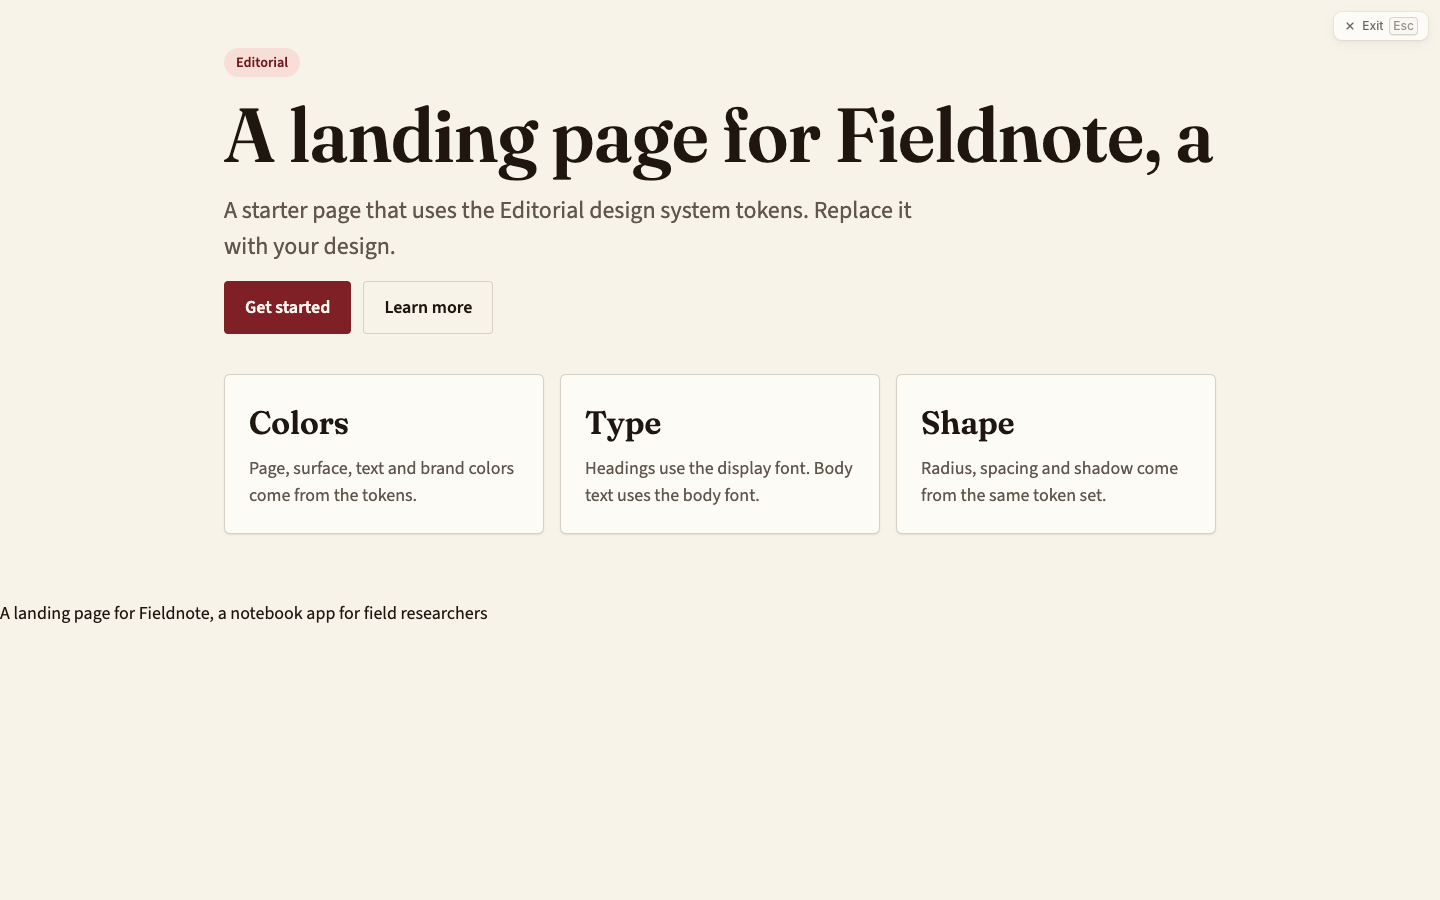 ✕ Exit Esc
Editorial
A landing page for Fieldnote, a
A starter page that uses the Editorial design system tokens. Replace it
with your design.
Get started
Learn more
Colors
Page, surface, text and brand colors
come from the tokens.
Type
Headings use the display font. Body
text uses the body font.
Shape
Radius, spacing and shadow come
from the same token set.
A landing page for Fieldnote, a notebook app for field researchers